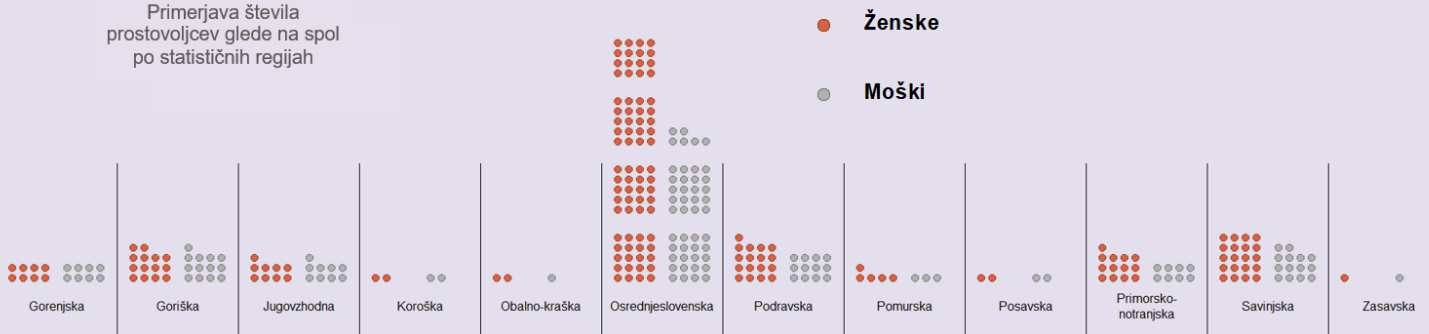 Primerjava števila
prostovoljcev glede na spol
po statističnih regijah
Ženske
Moški
Gorenjska
Goriška
Jugovzhodna
Koroška
Obalno-kraška
Osrednjeslovenska
Podravska
Pomurska
Posavska
Primorsko-
notranjska
Savinjska
Zasavska